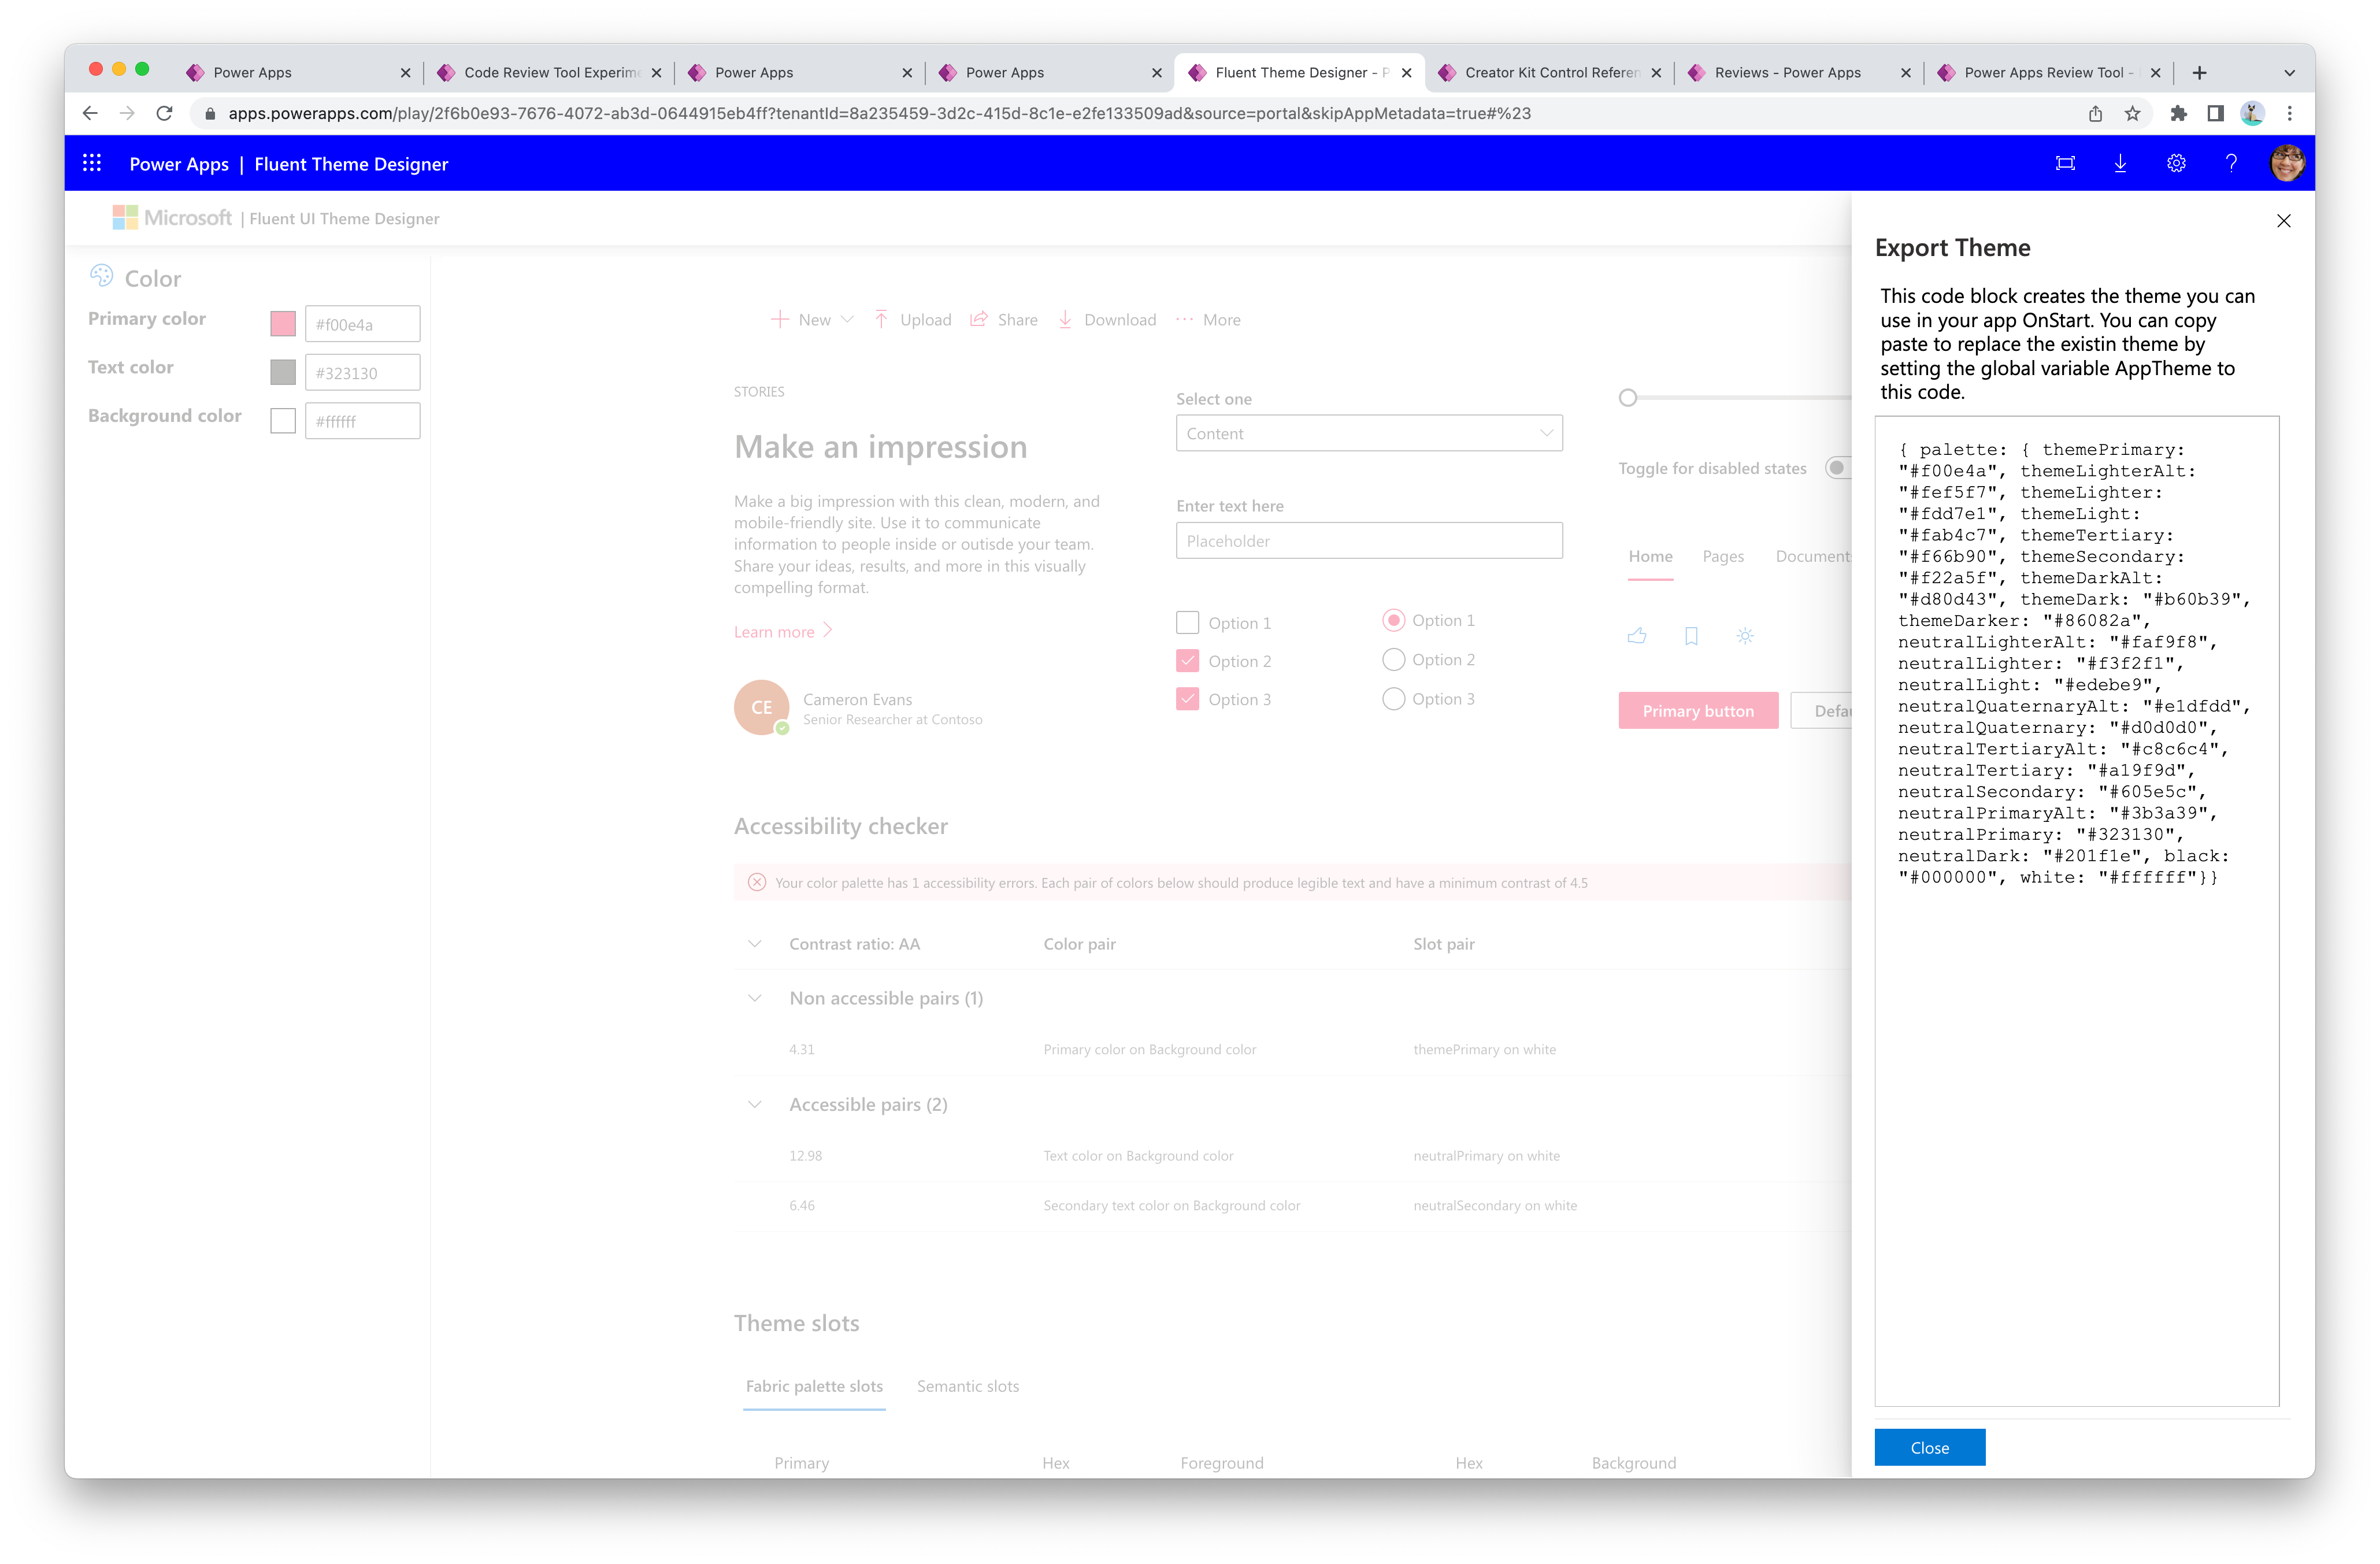 Power Apps
Code Review Tool Experime
Power Apps
Power Apps
Fluent Theme Designer - P
Creator Kit Control Referen
Reviews - Power Apps
Power Apps Review Tool -
apps.powerapps.com/play/2f6b0e93-7676-4072-ab3d-0644915eb4ff?tenantId=8a235459-3d2c-415d-8c1e-e2fe133509ad&source=portal&skipAppMetadata=true#%23
Power Apps | Fluent Theme Designer
Microsoft | Fluent UI Theme Designer
Color
Primary color #f00e4a
Text color #323130
Background color #ffffff
New Upload Share Download More
STORIES
Make an impression
Make a big impression with this clean, modern, and
mobile-friendly site. Use it to communicate
information to people inside or outisde your team.
Share your ideas, results, and more in this visually
compelling format.
Learn more
CE
Cameron Evans
Senior Researcher at Contoso
Select one
Content
Enter text here
Placeholder
Option 1
Option 2
Option 3
Option 1
Option 2
Option 3
Toggle for disabled states
Home Pages Document
Primary button
Defau
Accessibility checker
Your color palette has 1 accessibility errors. Each pair of colors below should produce legible text and have a minimum contrast of 4.5
Contrast ratio: AA Color pair Slot pair
Non accessible pairs (1)
4.31 Primary color on Background color themePrimary on white
Accessible pairs (2)
12.98 Text color on Background color neutralPrimary on white
6.46 Secondary text color on Background color neutralSecondary on white
Theme slots
Fabric palette slots Semantic slots
Primary Hex Foreground Hex Background
Export Theme
This code block creates the theme you can
use in your app OnStart. You can copy
paste to replace the existin theme by
setting the global variable AppTheme to
this code.
{ palette: { themePrimary:
"#f00e4a", themeLighterAlt:
"#fef5f7", themeLighter:
"#fdd7e1", themeLight:
"#fab4c7", themeTertiary:
"#f66b90", themeSecondary:
"#f22a5f", themeDarkAlt:
"#d80d43", themeDark: "#b60b39",
themeDarker: "#86082a",
neutralLighterAlt: "#faf9f8",
neutralLighter: "#f3f2f1",
neutralLight: "#edebe9",
neutralQuaternaryAlt: "#e1dfdd",
neutralQuaternary: "#d0d0d0",
neutralTertiaryAlt: "#c8c6c4",
neutralTertiary: "#a19f9d",
neutralSecondary: "#605e5c",
neutralPrimaryAlt: "#3b3a39",
neutralPrimary: "#323130",
neutralDark: "#201f1e", black:
"#000000", white: "#ffffff"}}
Close